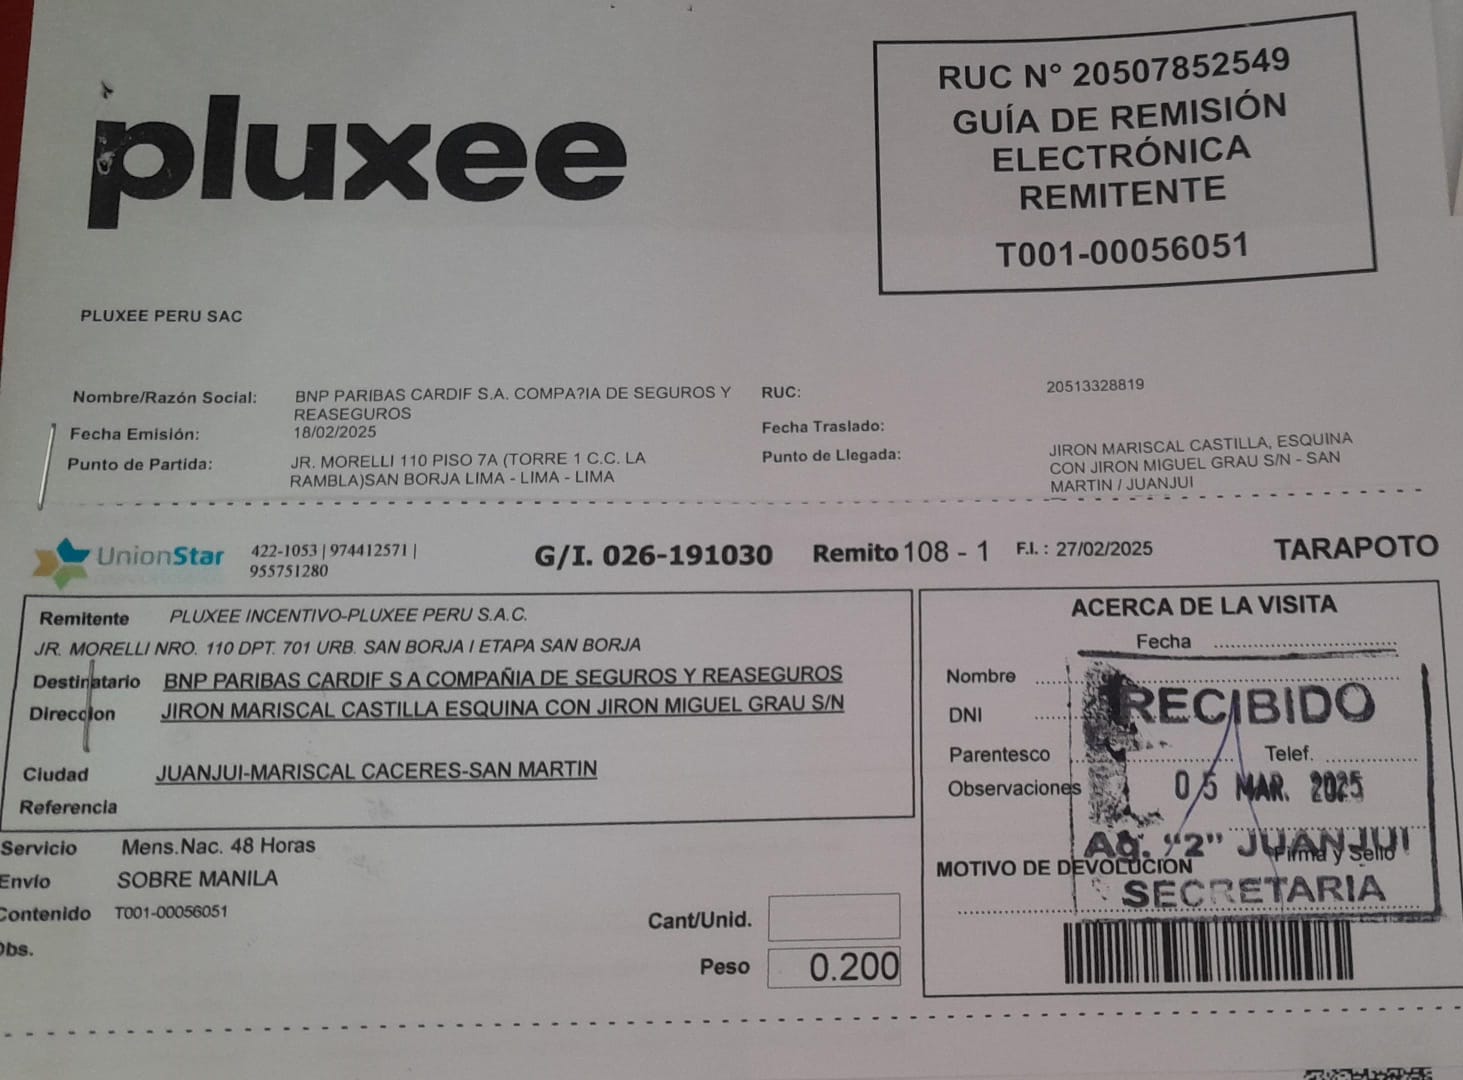 pluxee
RUC N° 20507852549
GUÍA DE REMISIÓN
ELECTRÓNICA
REMITENTE
T001-00056051
PLUXEE PERU SAC
Nombre/Razón Social: BNP PARIBAS CARDIF S.A. COMPA?IA DE SEGUROS Y
REASEGUROS
RUC: 20513328819
Fecha Emisión: 18/02/2025
Fecha Traslado:
Punto de Partida: JR. MORELLI 110 PISO 7A (TORRE 1 C.C. LA
RAMBLA)SAN BORJA LIMA - LIMA - LIMA
Punto de Llegada: JIRON MARISCAL CASTILLA, ESQUINA
CON JIRON MIGUEL GRAU S/N - SAN
MARTIN / JUANJUI
UnionStar
422-1053 | 974412571 |
955751280
G/I. 026-191030 Remito 108 - 1 F.I. : 27/02/2025 TARAPOTO
Remitente PLUXEE INCENTIVO-PLUXEE PERU S.A.C.
JR. MORELLI NRO. 110 DPT. 701 URB. SAN BORJA I ETAPA SAN BORJA
Destinatario BNP PARIBAS CARDIF S A COMPAÑIA DE SEGUROS Y REASEGUROS
Direccion JIRON MARISCAL CASTILLA ESQUINA CON JIRON MIGUEL GRAU S/N
Ciudad JUANJUI-MARISCAL CACERES-SAN MARTIN
Referencia
Servicio Mens.Nac. 48 Horas
Envío SOBRE MANILA
Contenido T001-00056051
Obs.
Cant/Unid.
Peso 0.200
ACERCA DE LA VISITA
Fecha
Nombre
DNI
Parentesco Telef.
Observaciones
Firma y Sello
MOTIVO DE DEVOLUCION
RECIBIDO
05 MAR. 2025
Ag. "2" JUANJUI
SECRETARIA